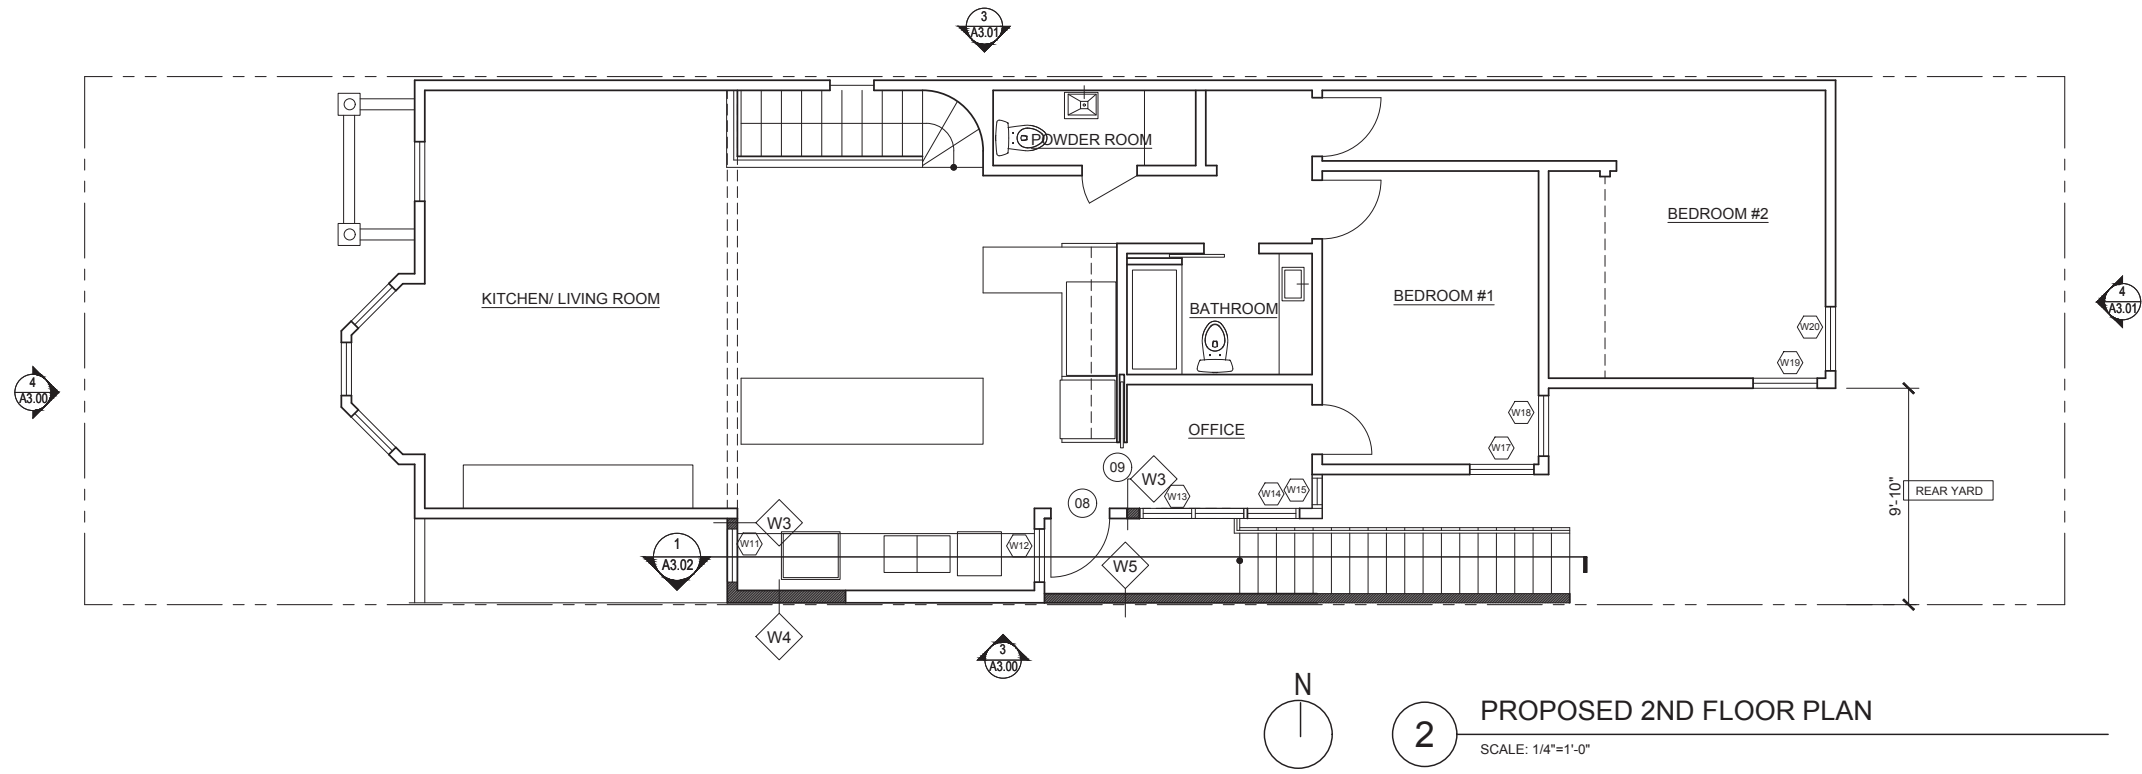 3
A3.01
POWDER ROOM
BEDROOM #2
KITCHEN/ LIVING ROOM
BATHROOM
BEDROOM #1
4
A3.01
W20
W19
4
A3.00
W18
OFFICE
W17
09
W3
W13
W14
W15
08
9'-10"
REAR YARD
W3
W11
W12
1
A3.02
W5
W4
3
A3.00
N
2
PROPOSED 2ND FLOOR PLAN
SCALE: 1/4"=1'-0"